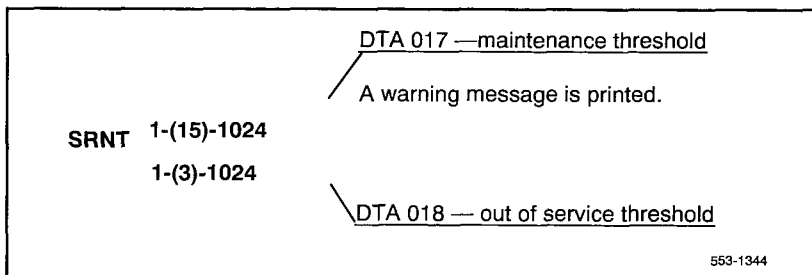 DTA 017 —maintenance threshold
A warning message is printed.
SRNT 1-(15)-1024
1-(3)-1024
DTA 018 — out of service threshold
553-1344